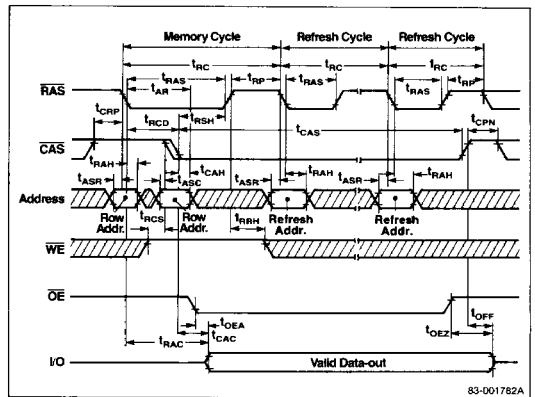 Memory Cycle Refresh Cycle Refresh Cycle
tRC tRC tRC
tRAS tRP tRAS tRAS tRP
tAR
RAS
tCRP tRCD tRSH tCAS tCPN
CAS
tRAH tCAH tRAH tRAH
tASR tASC tASR tASR
Address
Row Addr. tRCS Row Addr. tRRH Refresh Addr. Refresh Addr.
WE
OE
tOEA tOFF
tOEZ
tRAC tCAC
I/O Valid Data-out
83-001782A